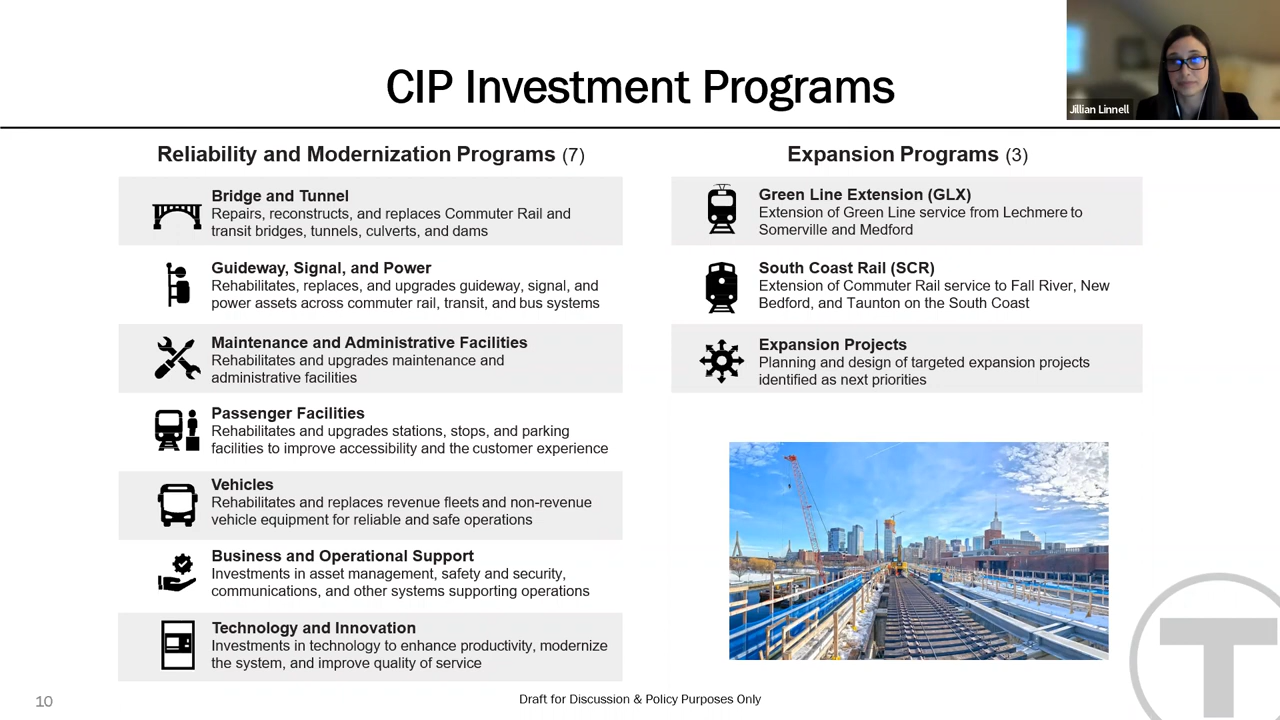 CIP Investment Programs
Jillian Linnell
Reliability and Modernization Programs (7)
Bridge and Tunnel
Repairs, reconstructs, and replaces Commuter Rail and
transit bridges, tunnels, culverts, and dams
Guideway, Signal, and Power
Rehabilitates, replaces, and upgrades guideway, signal, and
power assets across commuter rail, transit, and bus systems
Maintenance and Administrative Facilities
Rehabilitates and upgrades maintenance and
administrative facilities
Passenger Facilities
Rehabilitates and upgrades stations, stops, and parking
facilities to improve accessibility and the customer experience
Vehicles
Rehabilitates and replaces revenue fleets and non-revenue
vehicle equipment for reliable and safe operations
Business and Operational Support
Investments in asset management, safety and security,
communications, and other systems supporting operations
Technology and Innovation
Investments in technology to enhance productivity, modernize
the system, and improve quality of service
Expansion Programs (3)
Green Line Extension (GLX)
Extension of Green Line service from Lechmere to
Somerville and Medford
South Coast Rail (SCR)
Extension of Commuter Rail service to Fall River, New
Bedford, and Taunton on the South Coast
Expansion Projects
Planning and design of targeted expansion projects
identified as next priorities
T
10
Draft for Discussion & Policy Purposes Only